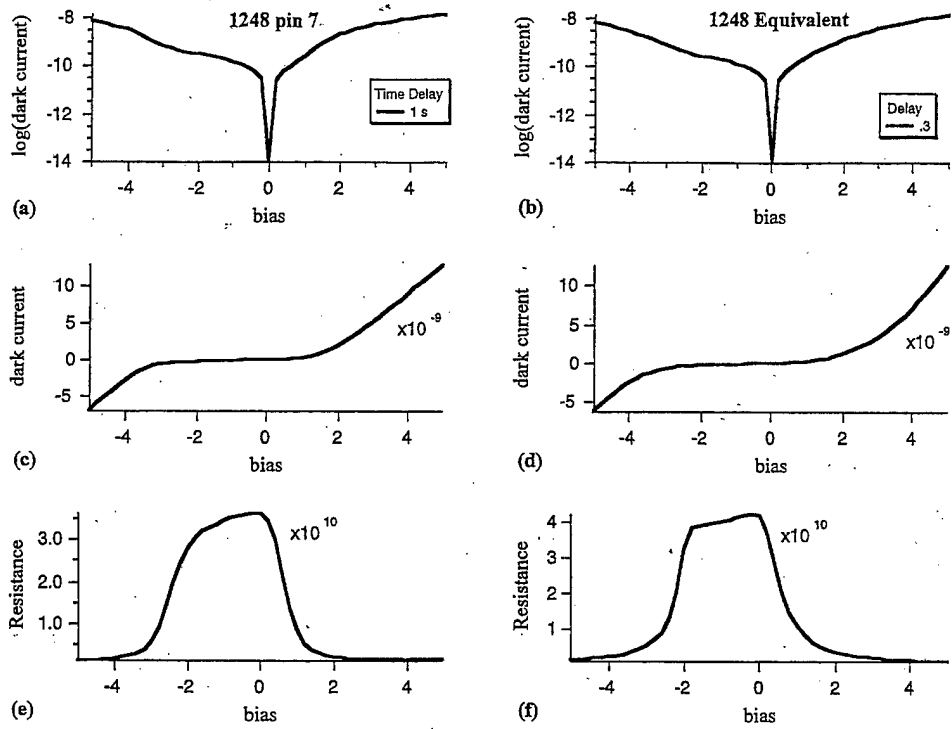 1248 pin 7
log(dark current)
-8
-10
-12
-14
Time Delay
1 s
-4
-2
0
2
4
(a)
bias
1248 Equivalent
log(dark current)
-8
-10
-12
-14
Delay
.3
-4
-2
0
2
4
(b)
bias
dark current
10
5
0
-5
x10 -9
-4
-2
0
2
4
(c)
bias
dark current
10
5
0
-5
x10 -9
-4
-2
0
2
4
(d)
bias
Resistance
3.0
2.0
1.0
x10 10
-4
-2
0
2
4
(e)
bias
Resistance
4
3
2
1
x10 10
-4
-2
0
2
4
(f)
bias